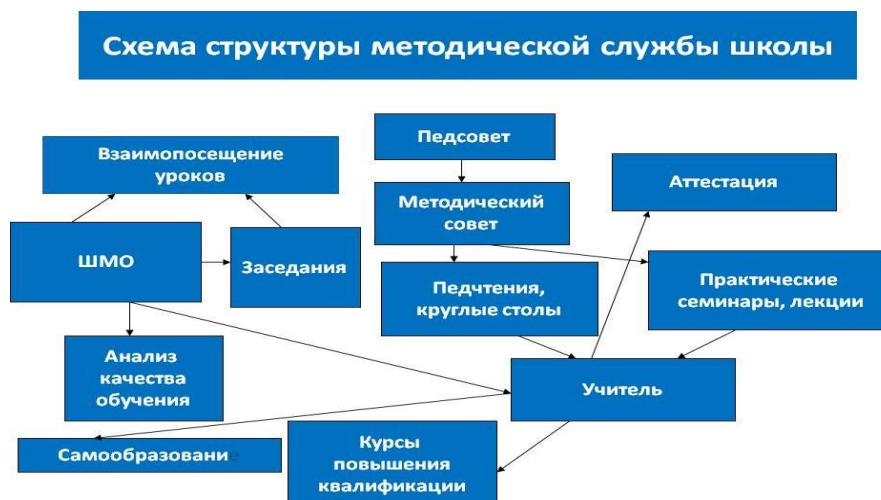 Схема структуры методической службы школы
Педсовет
Взаимопосещение
уроков
Аттестация
Методический
совет
ШМО
Заседания
Педчтения,
круглые столы
Практические
семинары, лекции
Анализ
качества
обучения
Учитель
Самообразование
Курсы
повышения
квалификации